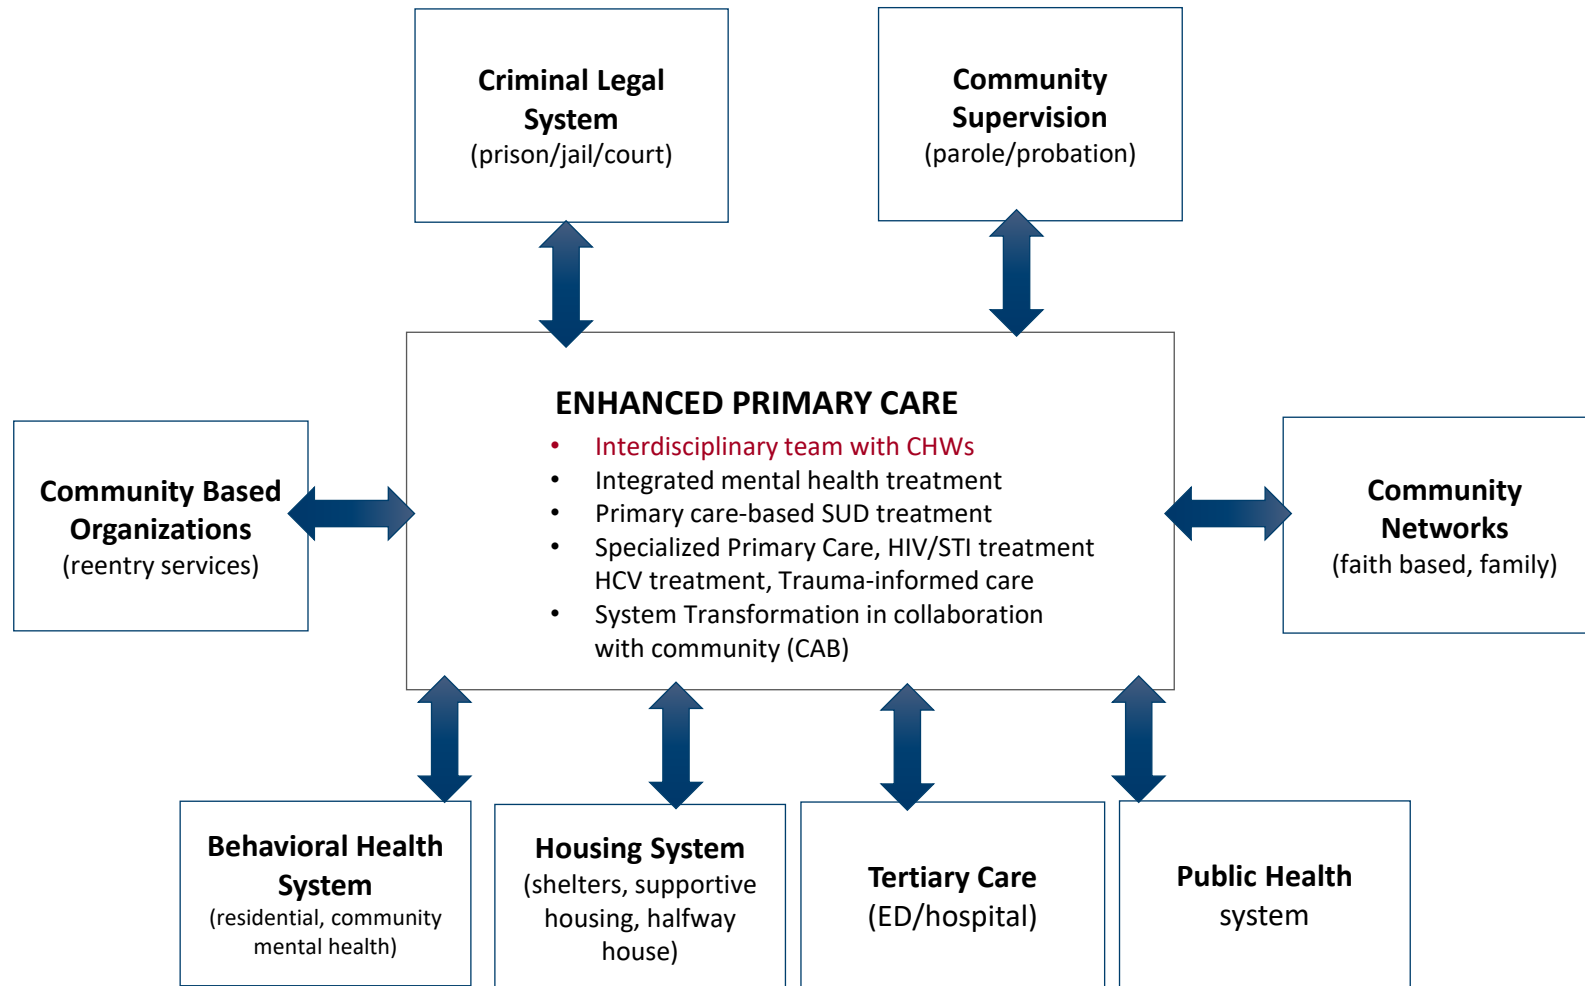 Criminal Legal
System
(prison/jail/court)
Community
Supervision
(parole/probation)
ENHANCED PRIMARY CARE
• Interdisciplinary team with CHWs
• Integrated mental health treatment
• Primary care-based SUD treatment
• Specialized Primary Care, HIV/STI treatment
HCV treatment, Trauma-informed care
• System Transformation in collaboration
with community (CAB)
Community Based
Organizations
(reentry services)
Community
Networks
(faith based, family)
Behavioral Health
System
(residential, community
mental health)
Housing System
(shelters, supportive
housing, halfway
house)
Tertiary Care
(ED/hospital)
Public Health
system